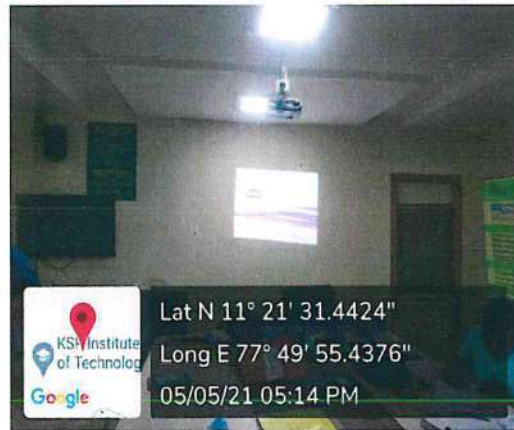 KSR Institute
of Technolog
Google
Lat N 11° 21' 31.4424"
Long E 77° 49' 55.4376"
05/05/21 05:14 PM